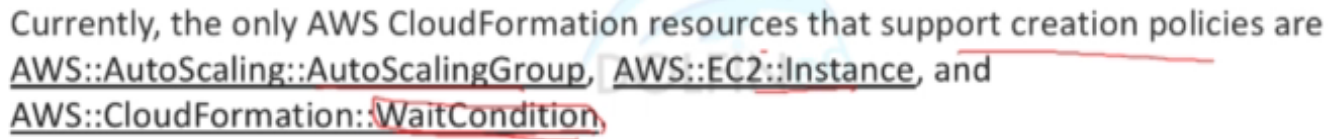 Currently, the only AWS CloudFormation resources that support creation policies are
AWS::AutoScaling::AutoScalingGroup, AWS::EC2::Instance, and
AWS::CloudFormation::WaitCondition.